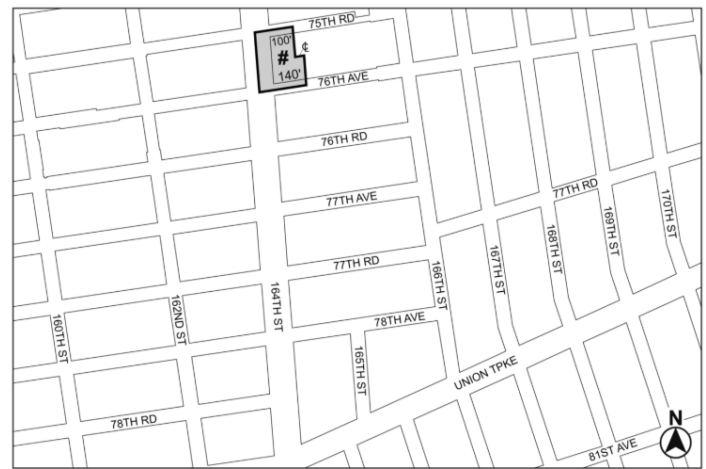 75TH RD
100'
℄
#
140'
76TH AVE
76TH RD
77TH RD
77TH AVE
170TH ST
169TH ST
168TH ST
167TH ST
77TH RD
166TH ST
164TH ST
162ND ST
160TH ST
78TH AVE
165TH ST
UNION TPKE
78TH RD
N
81ST AVE